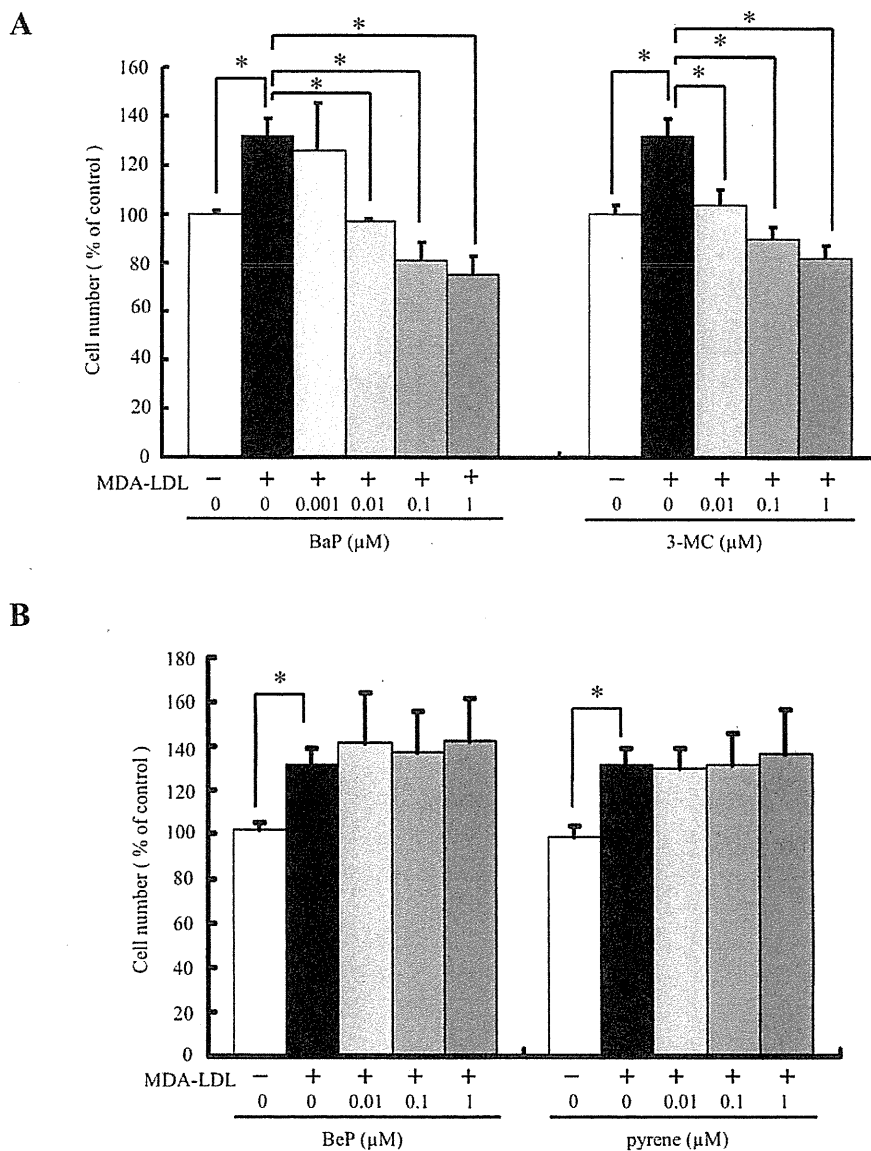 A
* * * *
* * * *
Cell number ( % of control )
160
140
120
100
80
60
40
20
0
MDA-LDL − + + + + + − + + + +
0 0 0.001 0.01 0.1 1 0 0 0.01 0.1 1
BaP (µM) 3-MC (µM)
B
* *
Cell number ( % of control )
180
160
140
120
100
80
60
40
20
0
MDA-LDL − + + + + − + + + +
0 0 0.01 0.1 1 0 0 0.01 0.1 1
BeP (µM) pyrene (µM)